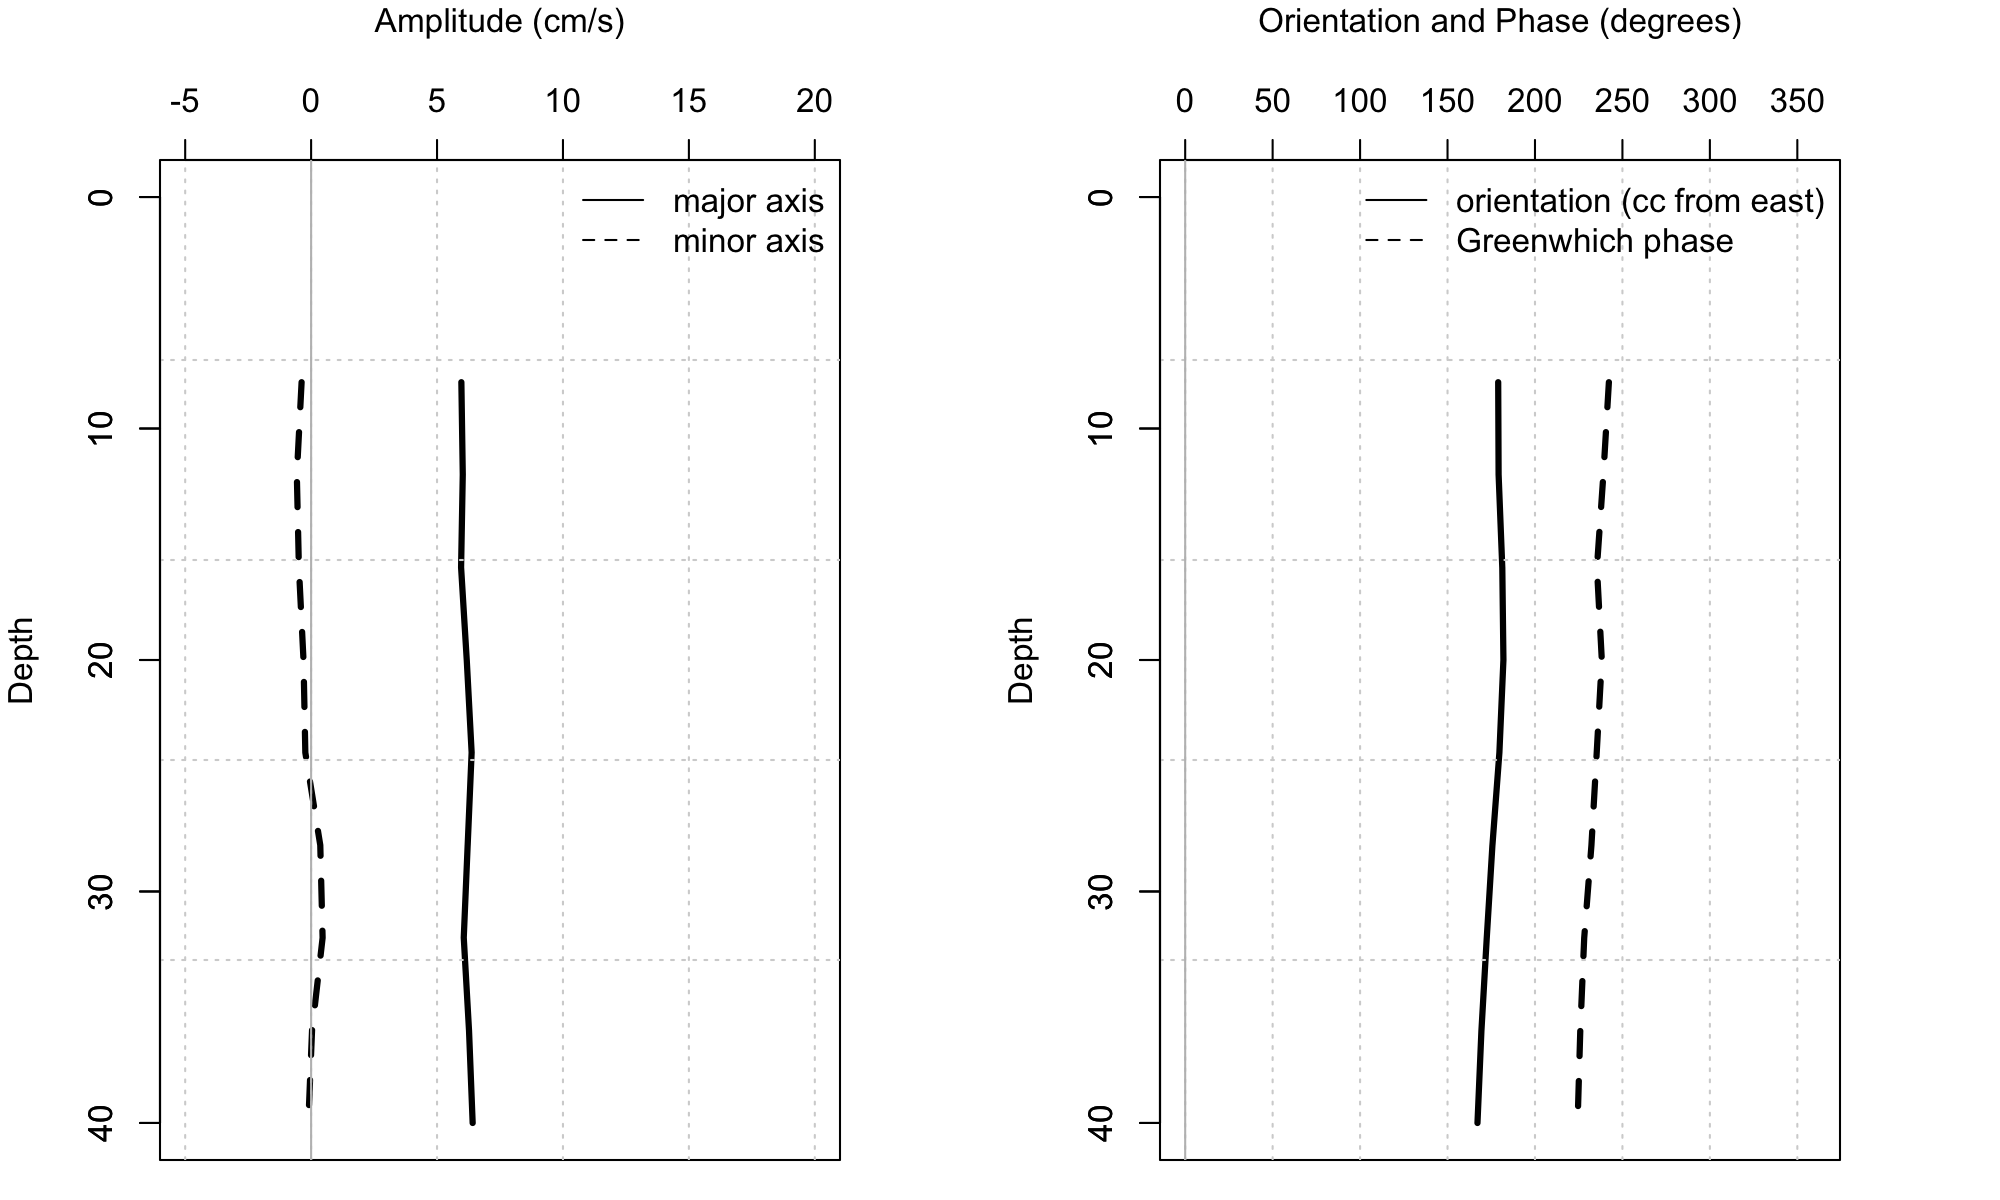 Amplitude (cm/s)
-5 0 5 10 15 20
major axis
minor axis
0
10
20
30
40
Depth
Orientation and Phase (degrees)
0 50 100 150 200 250 300 350
orientation (cc from east)
Greenwhich phase
0
10
20
30
40
Depth